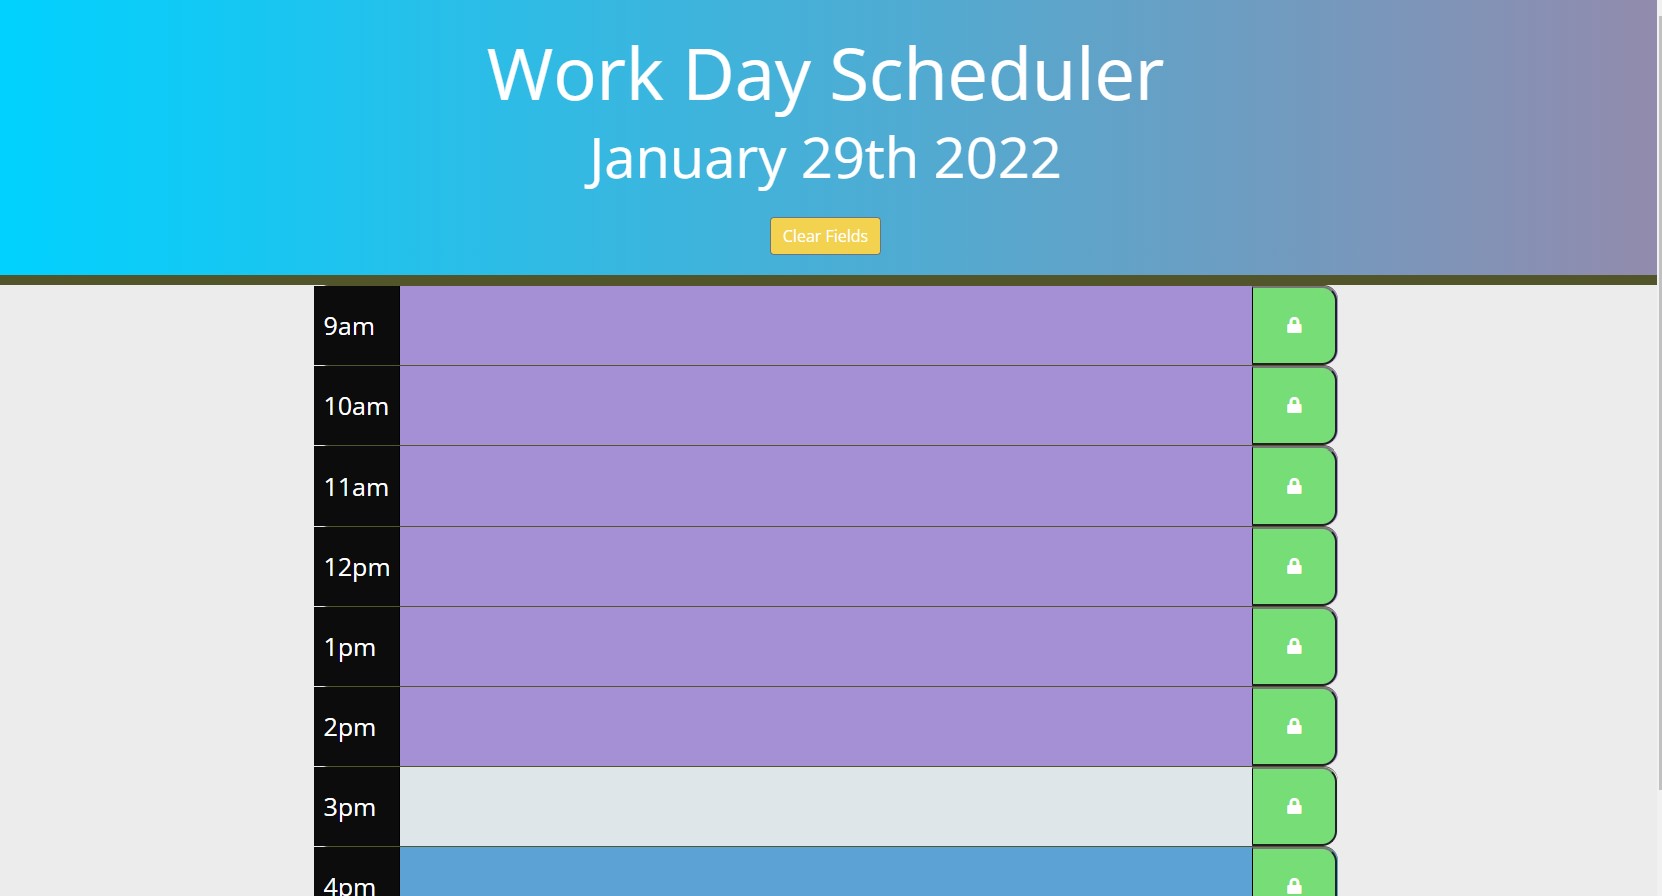 Work Day Scheduler
January 29th 2022
Clear Fields
9am
10am
11am
12pm
1pm
2pm
3pm
4pm